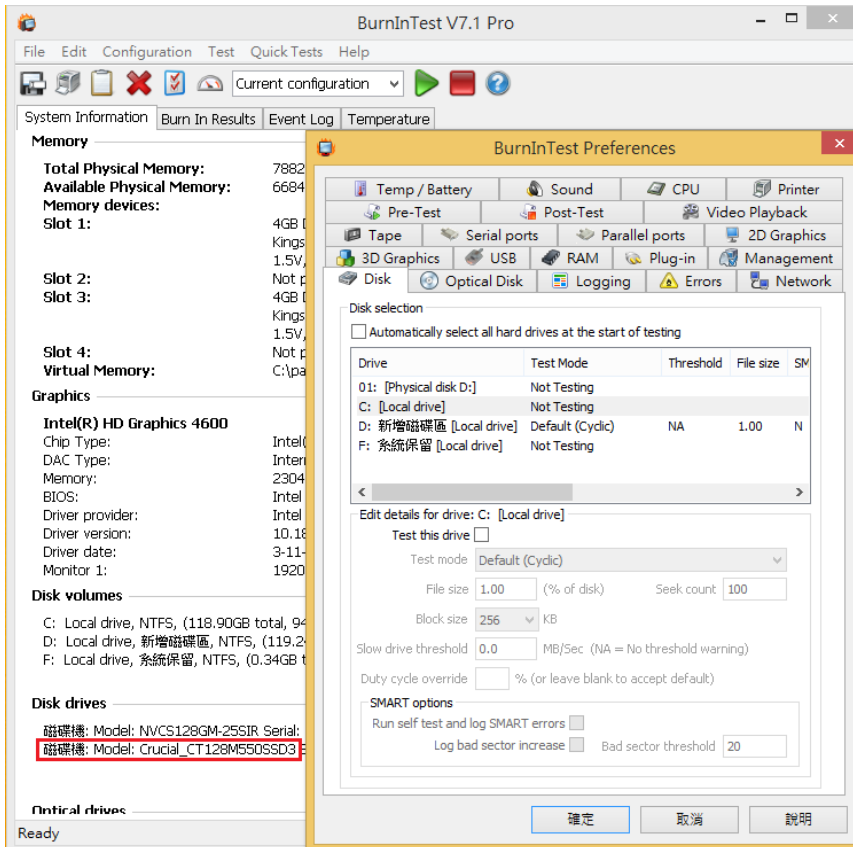 BurnInTest V7.1 Pro
File Edit Configuration Test Quick Tests Help
Current configuration
System Information Burn In Results Event Log Temperature
Memory
Total Physical Memory: 7882
Available Physical Memory: 6684
Memory devices:
Slot 1: 4GB
Kings
1.5V,
Slot 2: Not p
Slot 3: 4GB
Kings
1.5V,
Slot 4: Not p
Virtual Memory: C:\pa
Graphics
Intel(R) HD Graphics 4600
Chip Type: Intel(
DAC Type: Inter
Memory: 2304
BIOS: Intel
Driver provider: Intel
Driver version: 10.18
Driver date: 3-11-
Monitor 1: 1920
Disk volumes
C: Local drive, NTFS, (118.90GB total, 94
D: Local drive, 新增磁碟區, NTFS, (119.2
F: Local drive, 系統保留, NTFS, (0.34GB t
Disk drives
磁碟機: Model: NVCS128GM-25SIR Serial:
磁碟機: Model: Crucial_CT128M550SSD3
Optical drives
Ready
BurnInTest Preferences
Temp / Battery Sound CPU Printer
Pre-Test Post-Test Video Playback
Tape Serial ports Parallel ports 2D Graphics
3D Graphics USB RAM Plug-in Management
Disk Optical Disk Logging Errors Network
Disk selection
Automatically select all hard drives at the start of testing
Drive Test Mode Threshold File size SM
01: [Physical disk D:] Not Testing
C: [Local drive] Not Testing
D: 新增磁碟區 [Local drive] Default (Cyclic) NA 1.00 N
F: 系統保留 [Local drive] Not Testing
Edit details for drive: C: [Local drive]
Test this drive
Test mode Default (Cyclic)
File size 1.00 (% of disk) Seek count 100
Block size 256 KB
Slow drive threshold 0.0 MB/Sec (NA = No threshold warning)
Duty cycle override % (or leave blank to accept default)
SMART options
Run self test and log SMART errors
Log bad sector increase Bad sector threshold 20
確定 取消 說明